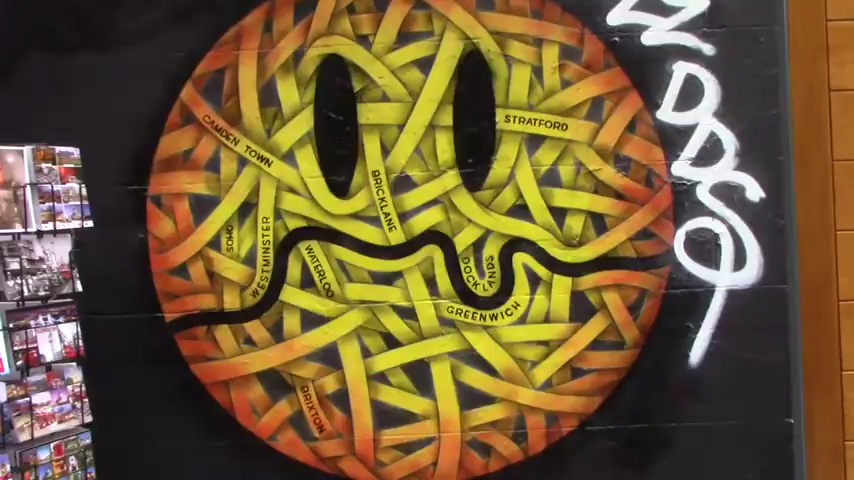 STRATFORD
CAMDEN TOWN
BRICKLANE
SOHO
WESTMINSTER
WATERLOO
DOCKLANDS
GREENWICH
BRIXTON